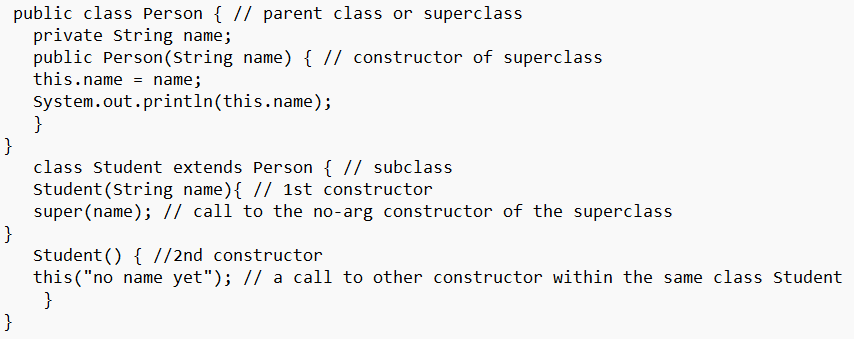 public class Person { // parent class or superclass
private String name;
public Person(String name) { // constructor of superclass
this.name = name;
System.out.println(this.name);
}
}
class Student extends Person { // subclass
Student(String name){ // 1st constructor
super(name); // call to the no-arg constructor of the superclass
}
Student() { //2nd constructor
this("no name yet"); // a call to other constructor within the same class Student
}
}